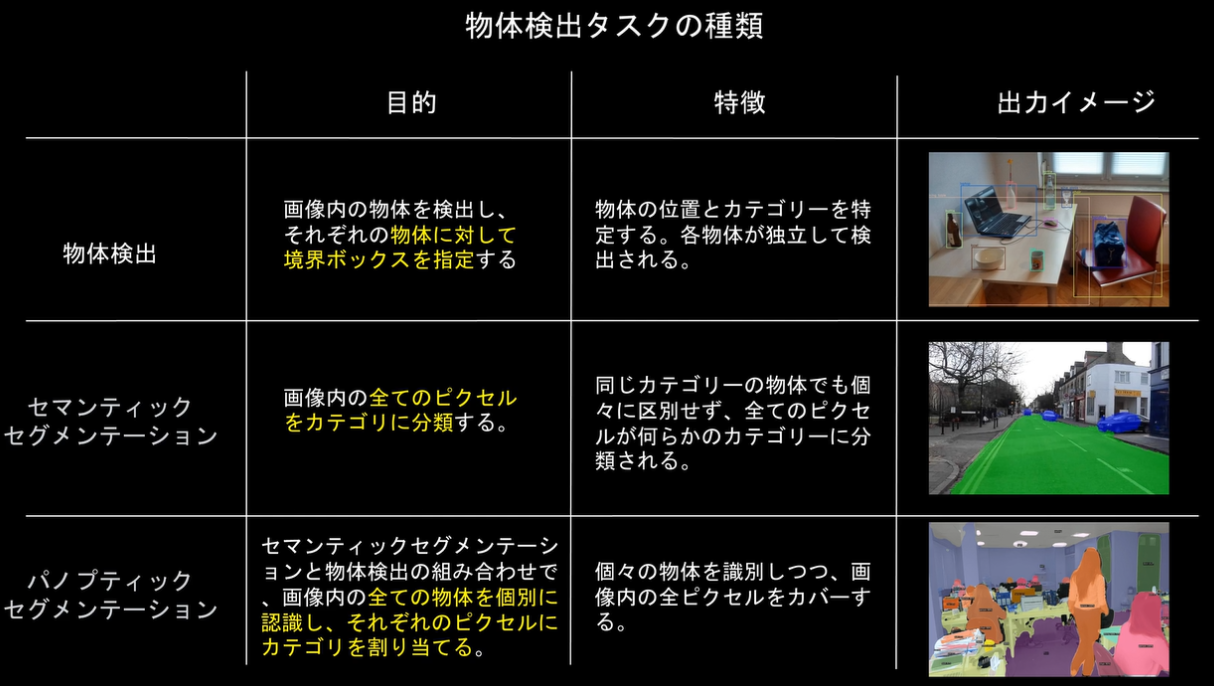 物体検出タスクの種類
目的
特徴
出力イメージ
物体検出
画像内の物体を検出し、
それぞれの物体に対して
境界ボックスを指定する
物体の位置とカテゴリーを特
定する。各物体が独立して検
出される。
セマンティック
セグメンテーション
画像内の全てのピクセル
をカテゴリに分類する。
同じカテゴリーの物体でも個
々に区別せず、全てのピクセ
ルが何らかのカテゴリーに分
類される。
パノプティック
セグメンテーション
セマンティックセグメンテーシ
ョンと物体検出の組み合わせで
、画像内の全ての物体を個別に
認識し、それぞれのピクセルに
カテゴリを割り当てる。
個々の物体を識別しつつ、画
像内の全ピクセルをカバーす
る。